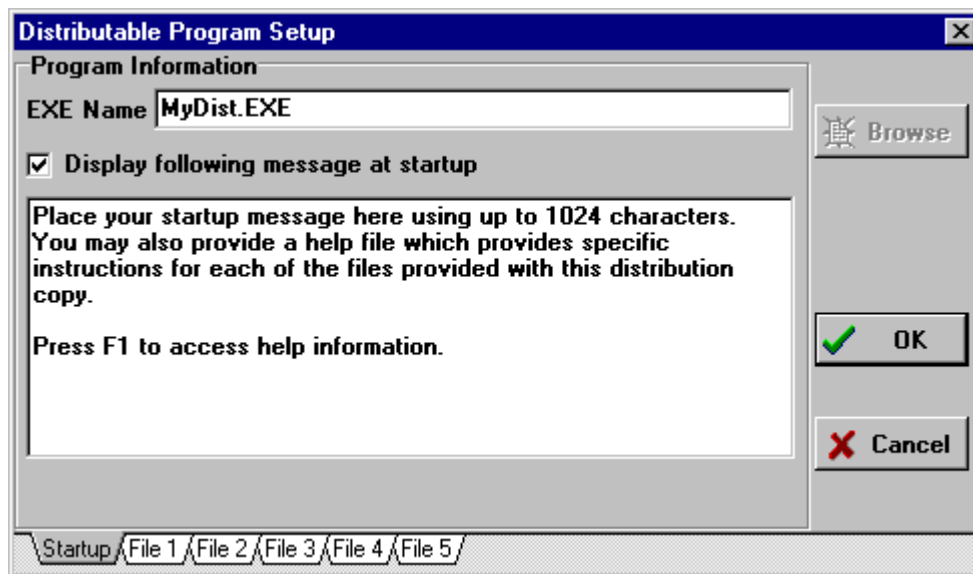 Distributable Program Setup
Program Information
EXE Name MyDist.EXE
Browse
Display following message at startup
Place your startup message here using up to 1024 characters.
You may also provide a help file which provides specific
instructions for each of the files provided with this distribution
copy.
Press F1 to access help information.
OK
Cancel
Startup File 1 File 2 File 3 File 4 File 5